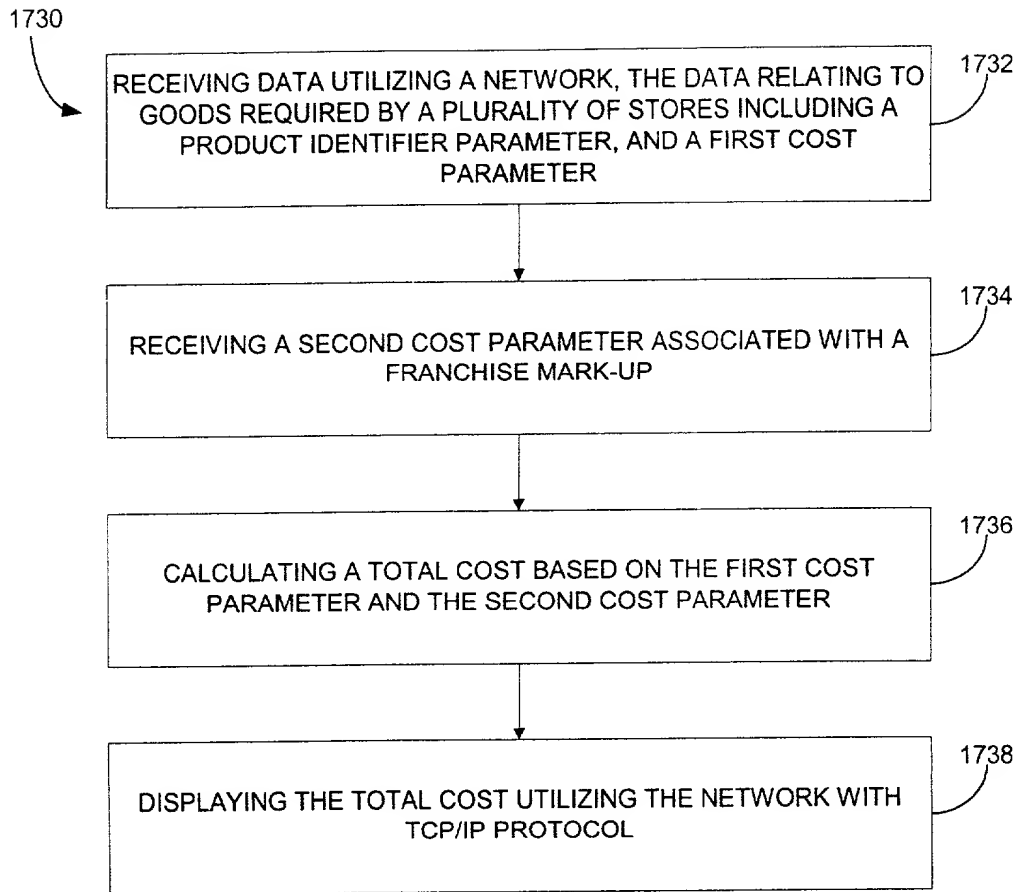 1730
1732
RECEIVING DATA UTILIZING A NETWORK, THE DATA RELATING TO
GOODS REQUIRED BY A PLURALITY OF STORES INCLUDING A
PRODUCT IDENTIFIER PARAMETER, AND A FIRST COST
PARAMETER
1734
RECEIVING A SECOND COST PARAMETER ASSOCIATED WITH A
FRANCHISE MARK-UP
1736
CALCULATING A TOTAL COST BASED ON THE FIRST COST
PARAMETER AND THE SECOND COST PARAMETER
1738
DISPLAYING THE TOTAL COST UTILIZING THE NETWORK WITH
TCP/IP PROTOCOL